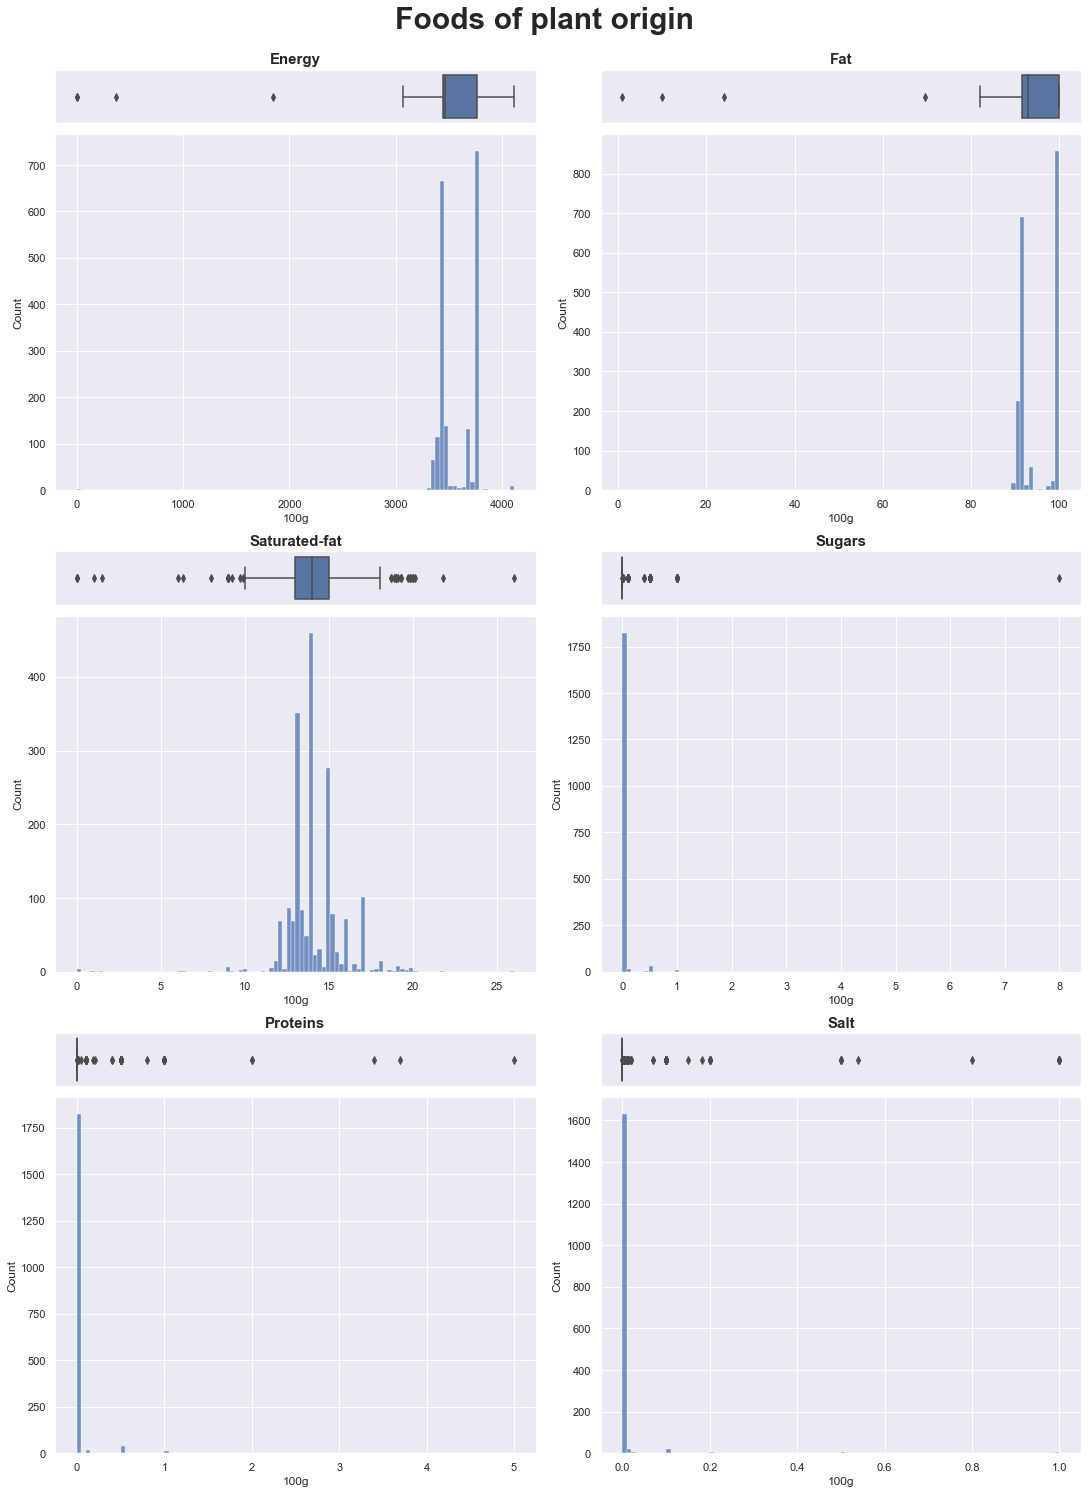 Foods of plant origin
Energy
Fat
700
600
500
400
300
200
100
0
Count
0 1000 2000 3000 4000
100g
800
700
600
500
400
300
200
100
0
Count
0 20 40 60 80 100
100g
Saturated-fat
Sugars
400
300
200
100
0
Count
0 5 10 15 20 25
100g
1750
1500
1250
1000
750
500
250
0
Count
0 1 2 3 4 5 6 7 8
100g
Proteins
Salt
1750
1500
1250
1000
750
500
250
0
Count
0 1 2 3 4 5
100g
1600
1400
1200
1000
800
600
400
200
0
Count
0.0 0.2 0.4 0.6 0.8 1.0
100g